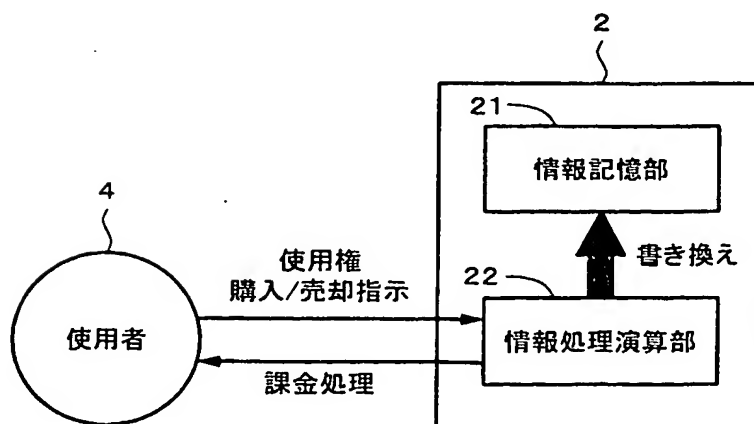 2
21
情報記憶部
4
使用権
購入/売却指示
書き換え
22
使用者
情報処理演算部
課金処理